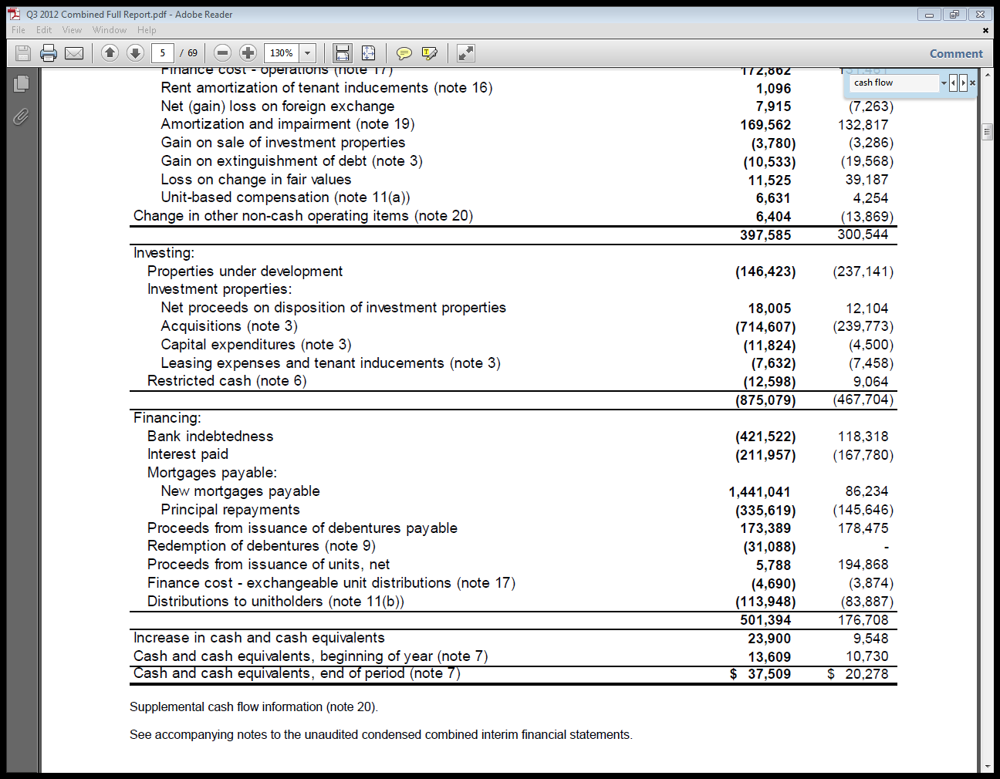 Q3 2012 Combined Full Report.pdf - Adobe Reader
File Edit View Window Help
5 / 69 130% Comment
cash flow
Finance cost - operations (note 17) 172,862 131,461
Rent amortization of tenant inducements (note 16) 1,096
Net (gain) loss on foreign exchange 7,915 (7,263)
Amortization and impairment (note 19) 169,562 132,817
Gain on sale of investment properties (3,780) (3,286)
Gain on extinguishment of debt (note 3) (10,533) (19,568)
Loss on change in fair values 11,525 39,187
Unit-based compensation (note 11(a)) 6,631 4,254
Change in other non-cash operating items (note 20) 6,404 (13,869)
397,585 300,544
Investing:
Properties under development (146,423) (237,141)
Investment properties:
Net proceeds on disposition of investment properties 18,005 12,104
Acquisitions (note 3) (714,607) (239,773)
Capital expenditures (note 3) (11,824) (4,500)
Leasing expenses and tenant inducements (note 3) (7,632) (7,458)
Restricted cash (note 6) (12,598) 9,064
(875,079) (467,704)
Financing:
Bank indebtedness (421,522) 118,318
Interest paid (211,957) (167,780)
Mortgages payable:
New mortgages payable 1,441,041 86,234
Principal repayments (335,619) (145,646)
Proceeds from issuance of debentures payable 173,389 178,475
Redemption of debentures (note 9) (31,088) -
Proceeds from issuance of units, net 5,788 194,868
Finance cost - exchangeable unit distributions (note 17) (4,690) (3,874)
Distributions to unitholders (note 11(b)) (113,948) (83,887)
501,394 176,708
Increase in cash and cash equivalents 23,900 9,548
Cash and cash equivalents, beginning of year (note 7) 13,609 10,730
Cash and cash equivalents, end of period (note 7) $ 37,509 $ 20,278
Supplemental cash flow information (note 20).
See accompanying notes to the unaudited condensed combined interim financial statements.